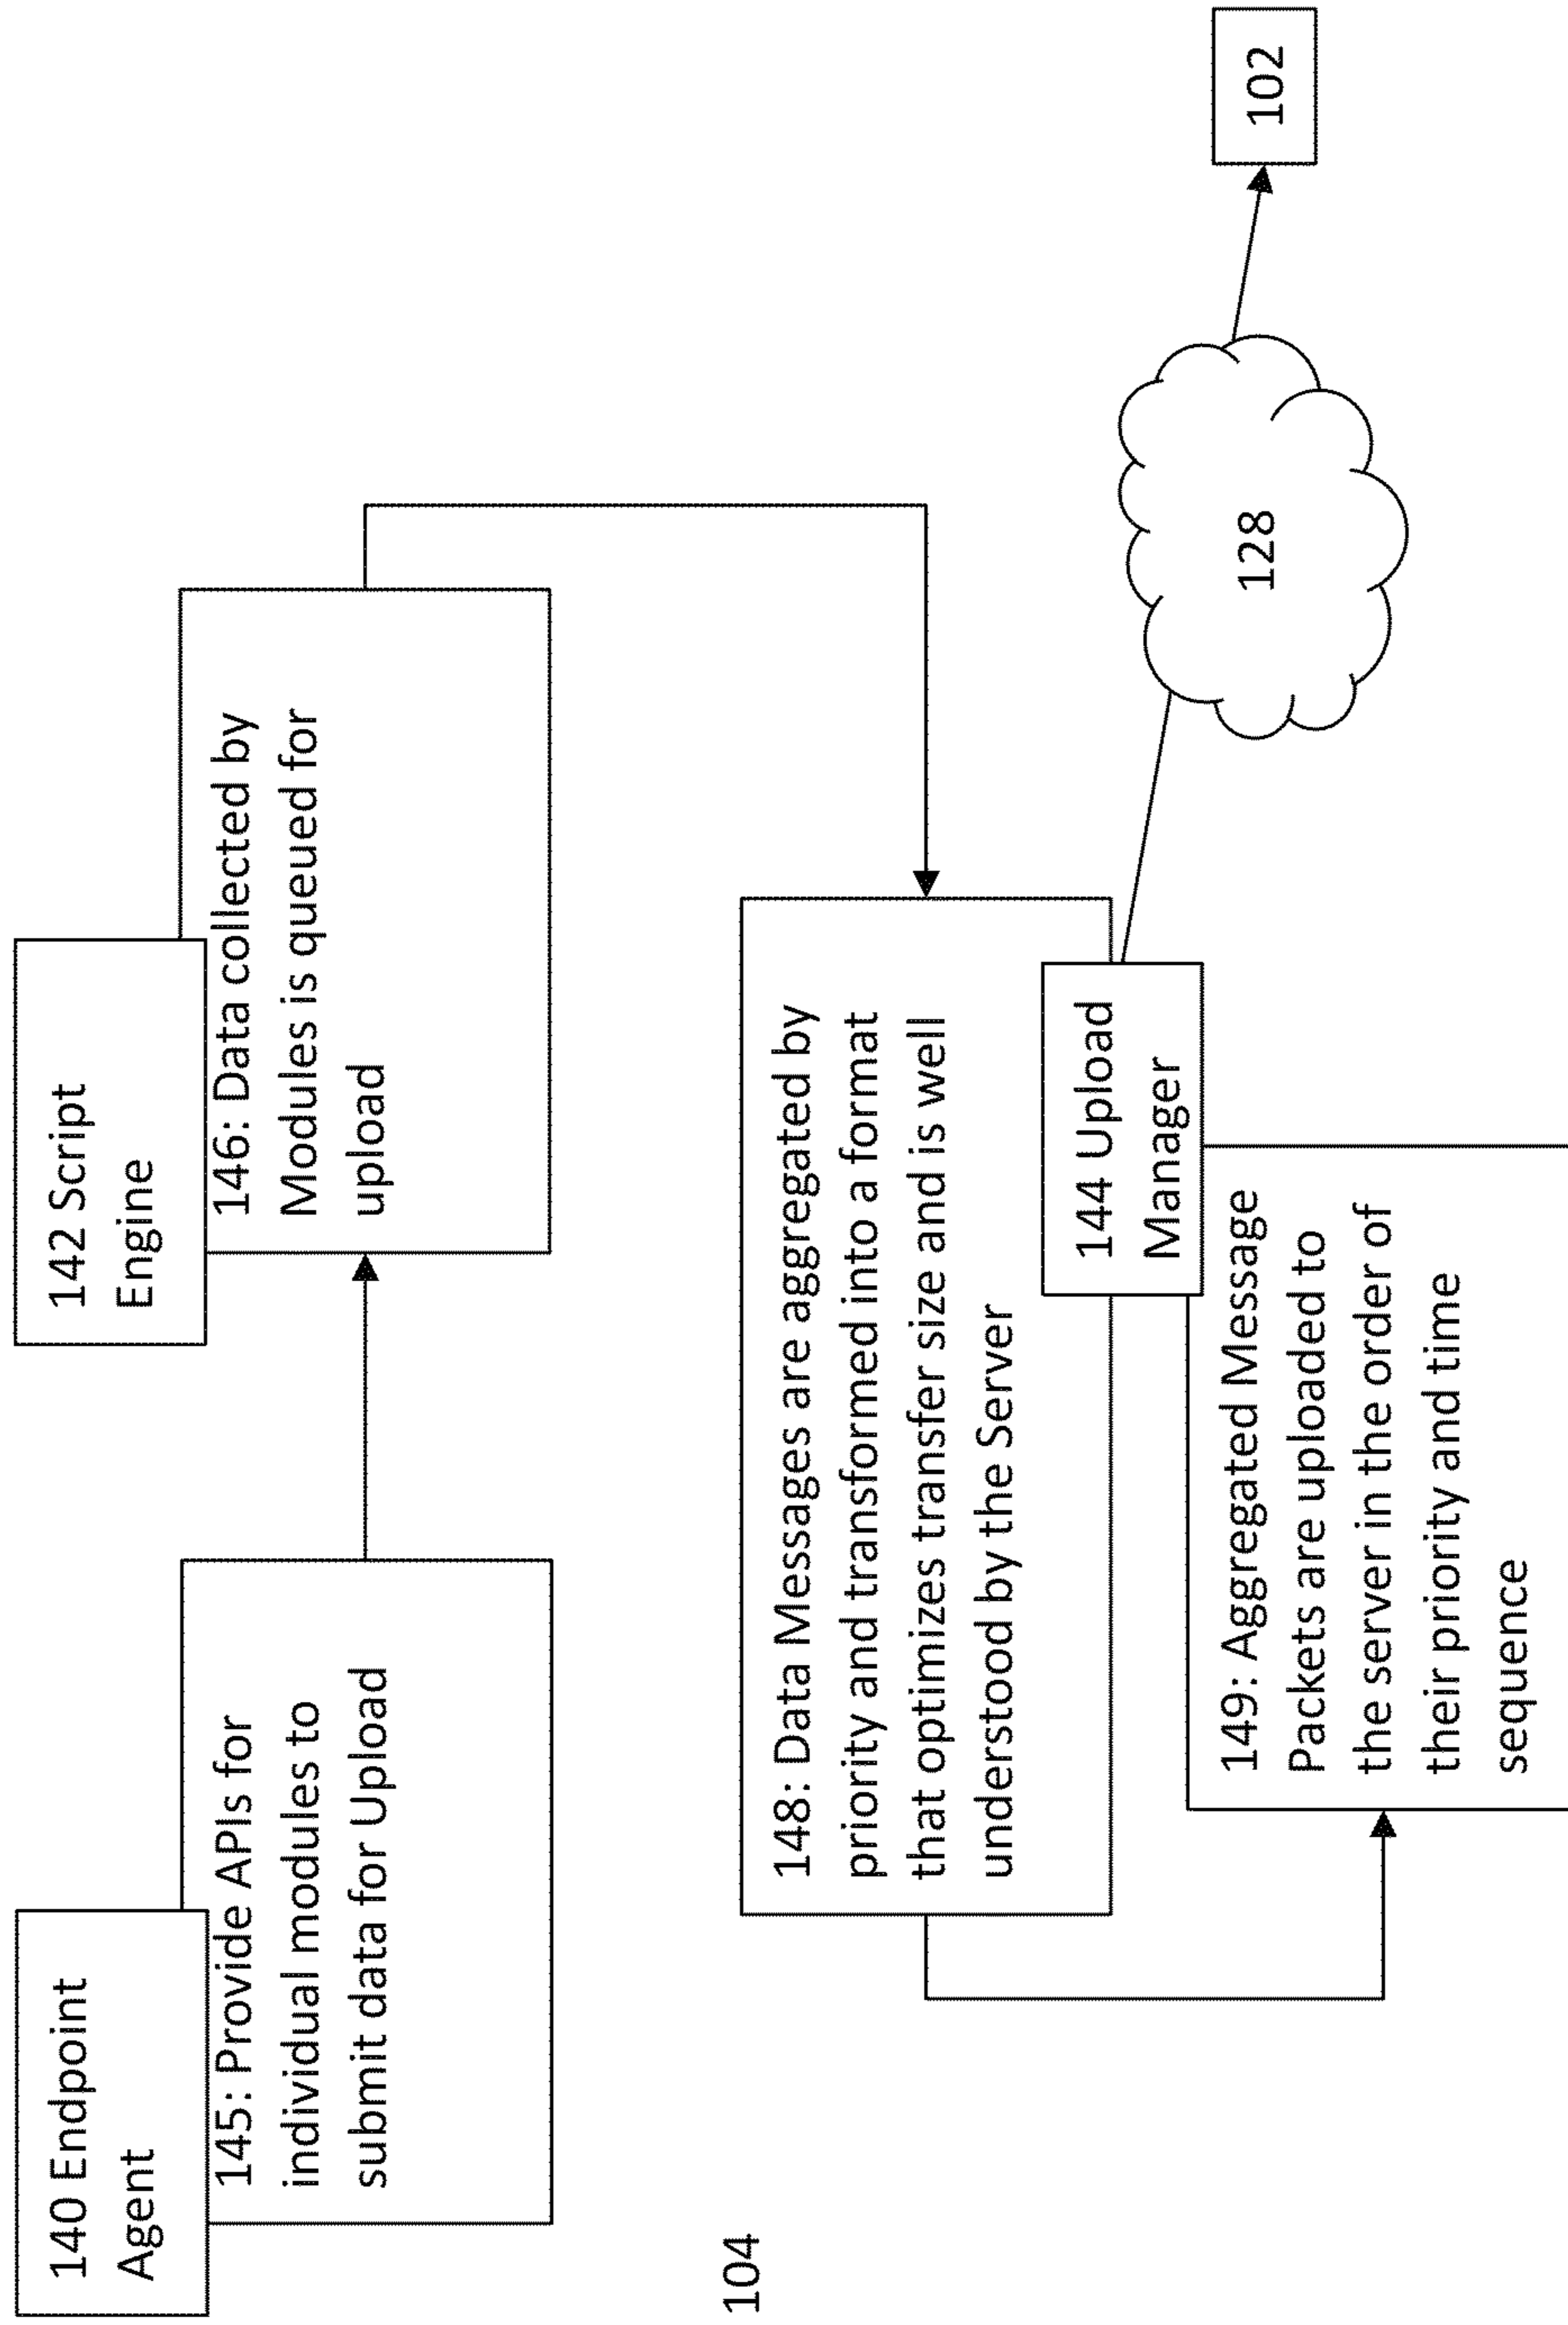 140 Endpoint
Agent
145: Provide APIs for
individual modules to
submit data for Upload
142 Script
Engine
146: Data collected by
Modules is queued for
upload
104
148: Data Messages are aggregated by
priority and transformed into a format
that optimizes transfer size and is well
understood by the Server
144 Upload
Manager
149: Aggregated Message
Packets are uploaded to
the server in the order of
their priority and time
sequence
128
102